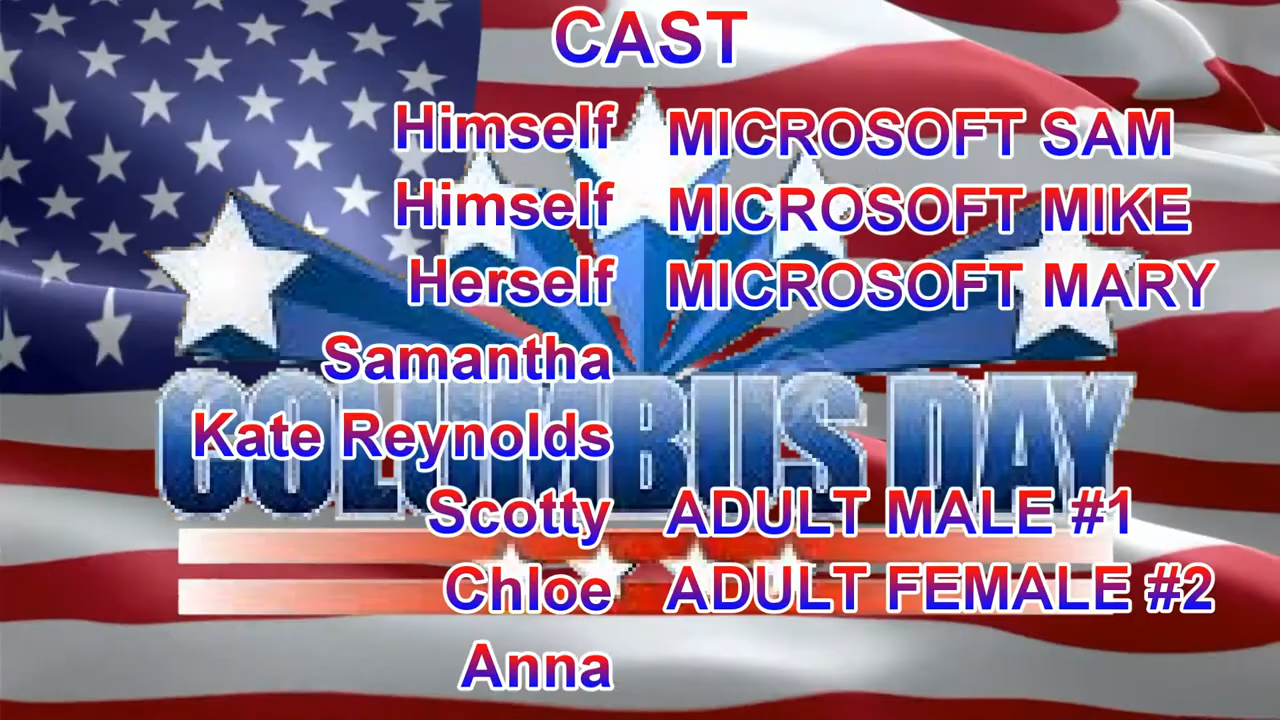 CAST
Himself MICROSOFT SAM
Himself MICROSOFT MIKE
Herself MICROSOFT MARY
Samantha
COLUMBUS DAY
Kate Reynolds
Scotty ADULT MALE #1
Chloe ADULT FEMALE #2
Anna